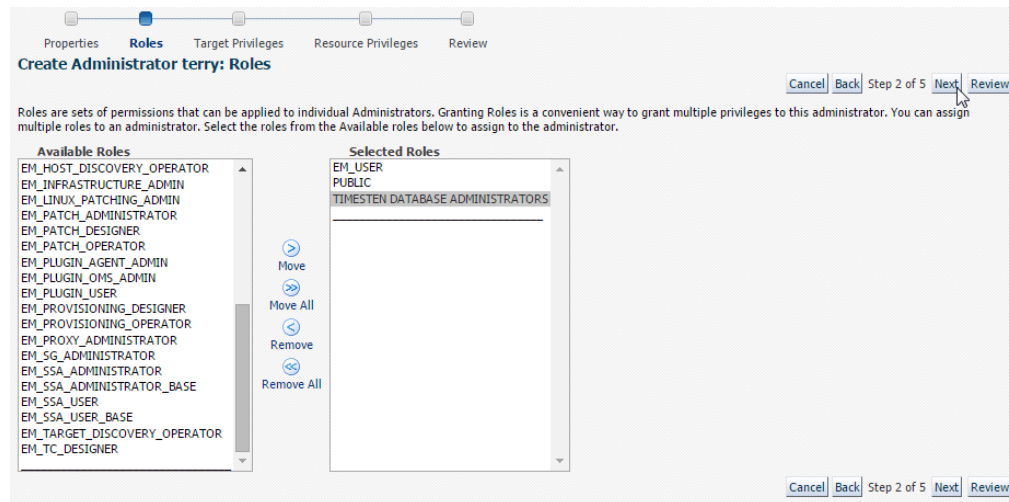 Properties Roles Target Privileges Resource Privileges Review
Create Administrator terry: Roles
Cancel Back Step 2 of 5 Next Review
Roles are sets of permissions that can be applied to individual Administrators. Granting Roles is a convenient way to grant multiple privileges to this administrator. You can assign
multiple roles to an administrator. Select the roles from the Available roles below to assign to the administrator.
Available Roles
EM_HOST_DISCOVERY_OPERATOR
EM_INFRASTRUCTURE_ADMIN
EM_LINUX_PATCHING_ADMIN
EM_PATCH_ADMINISTRATOR
EM_PATCH_DESIGNER
EM_PATCH_OPERATOR
EM_PLUGIN_AGENT_ADMIN
EM_PLUGIN_OMS_ADMIN
EM_PLUGIN_USER
EM_PROVISIONING_DESIGNER
EM_PROVISIONING_OPERATOR
EM_PROXY_ADMINISTRATOR
EM_SG_ADMINISTRATOR
EM_SSA_ADMINISTRATOR
EM_SSA_ADMINISTRATOR_BASE
EM_SSA_USER
EM_SSA_USER_BASE
EM_TARGET_DISCOVERY_OPERATOR
EM_TC_DESIGNER
Move
Move All
Remove
Remove All
Selected Roles
EM_USER
PUBLIC
TIMESTEN DATABASE ADMINISTRATORS
Cancel Back Step 2 of 5 Next Review